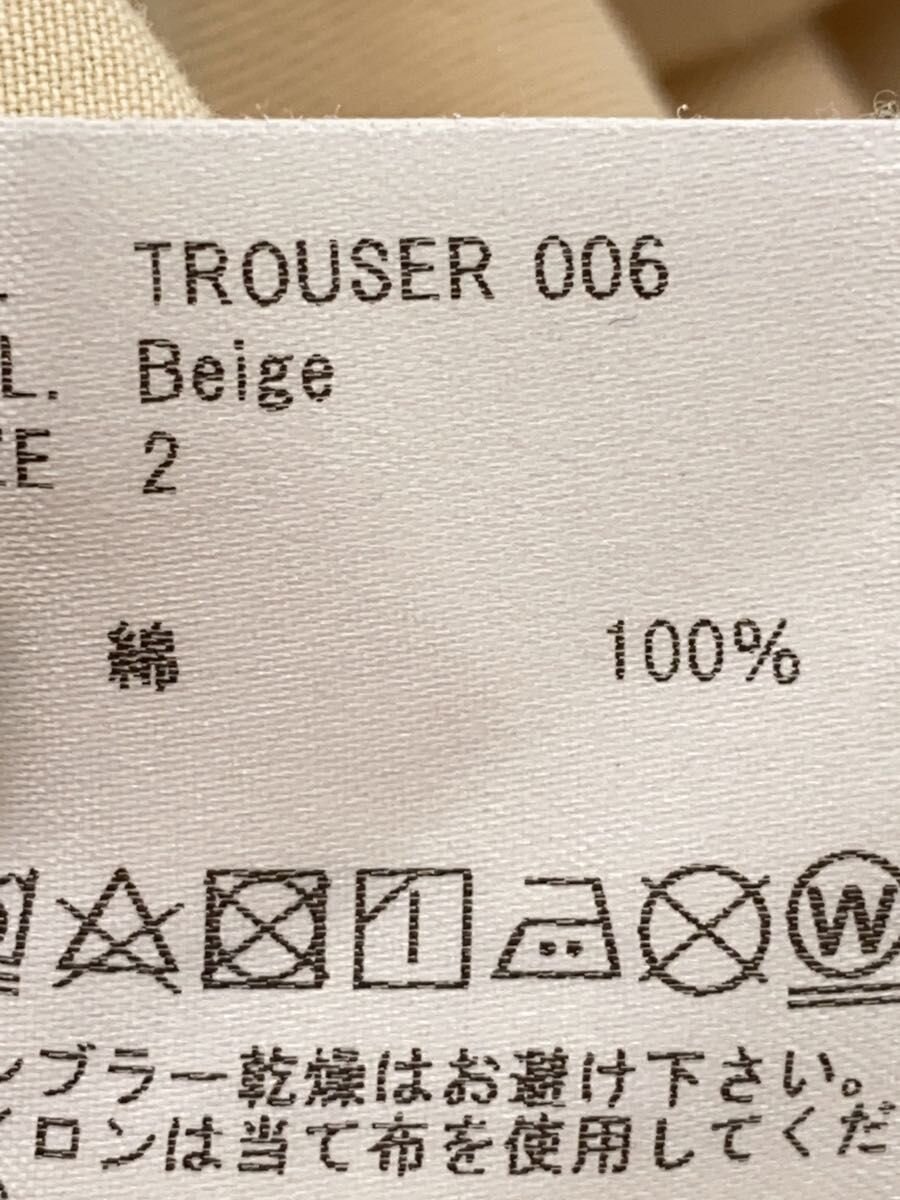 TROUSER 006
L. Beige
E 2
綿 100%
W
ンブラー乾燥はお避け下さい。
イロンは当て布を使用してくだ